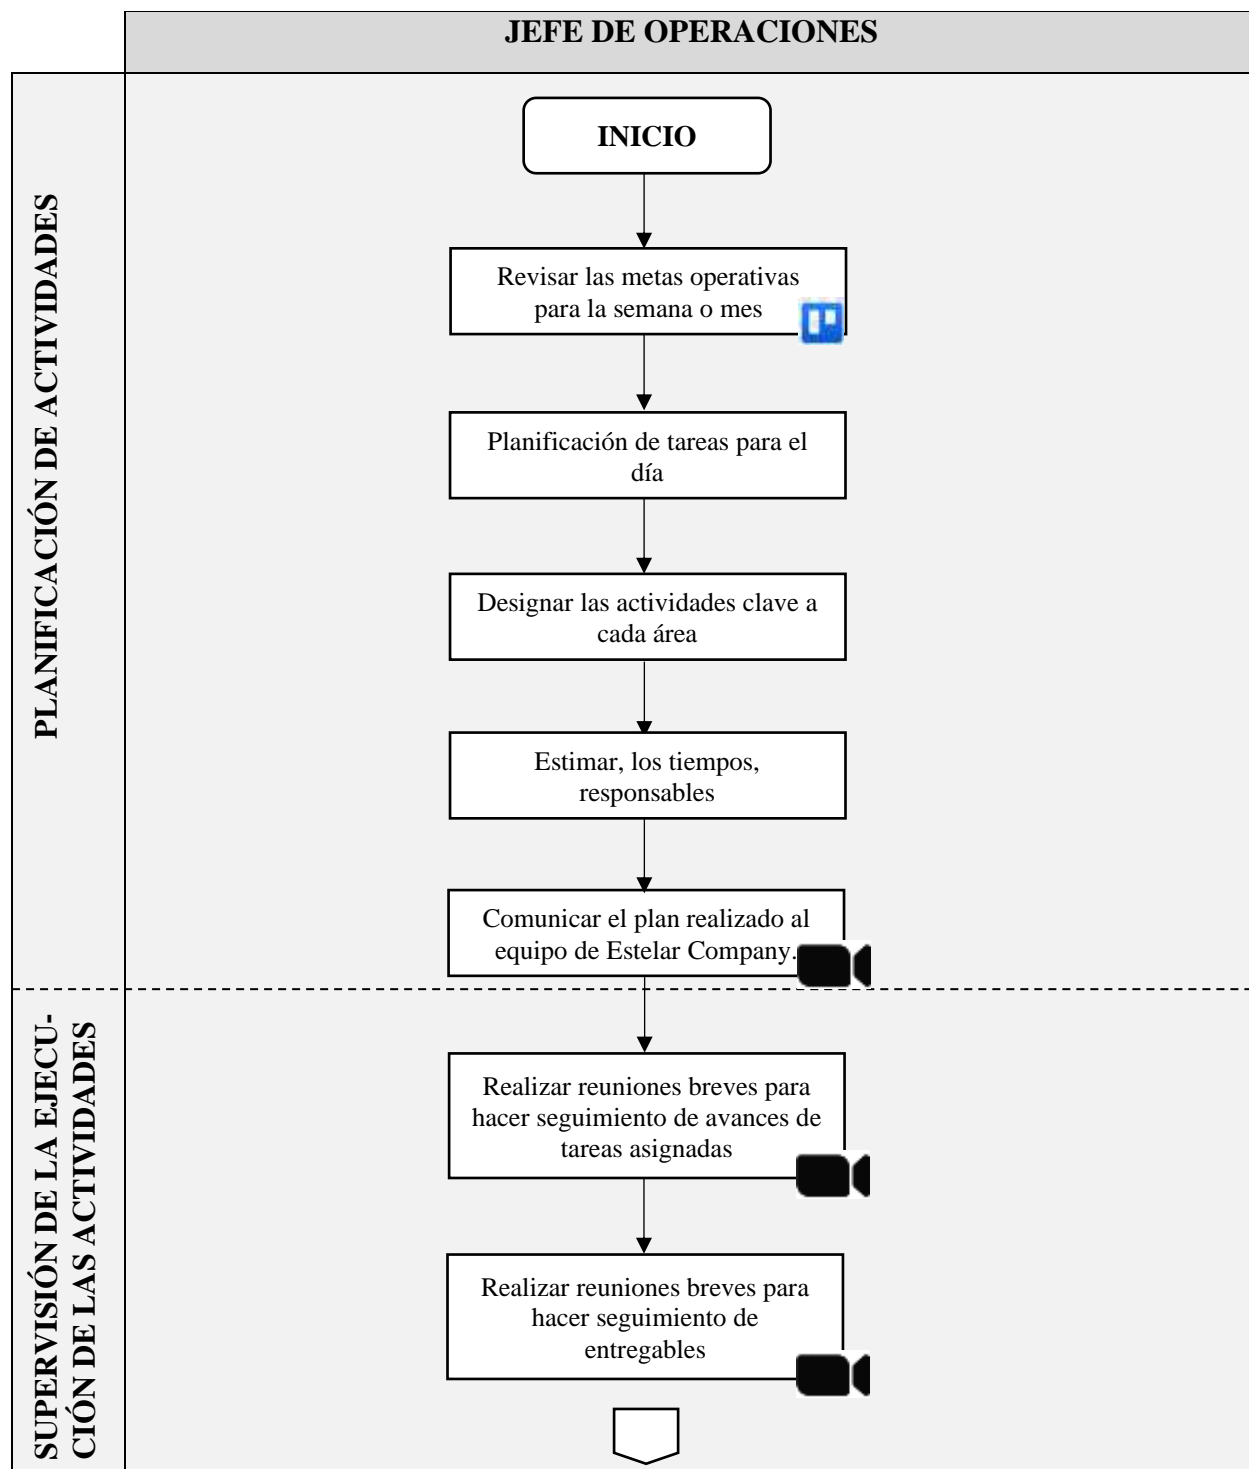 JEFE DE OPERACIONES
PLANIFICACIÓN DE ACTIVIDADES
INICIO
Revisar las metas operativas
para la semana o mes
Planificación de tareas para el
día
Designar las actividades clave a
cada área
Estimar, los tiempos,
responsables
Comunicar el plan realizado al
equipo de Estelar Company.
SUPERVISIÓN DE LA EJECU-
CIÓN DE LAS ACTIVIDADES
Realizar reuniones breves para
hacer seguimiento de avances de
tareas asignadas
Realizar reuniones breves para
hacer seguimiento de
entregables